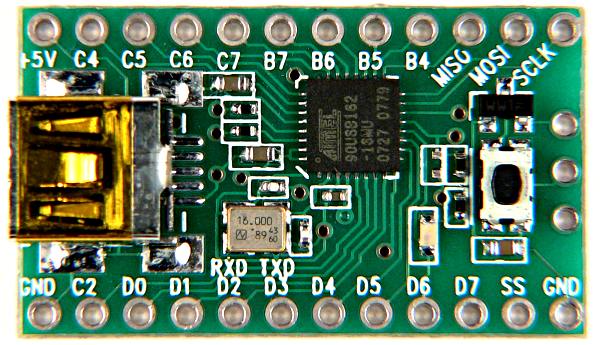 +5V C4 C5 C6 C7 B7 B6 B5 B4 MISO MOSI SCLK
ATMEL
90USB162
-16MU
0727 0779
16.000
RXD TXD
GND C2 D0 D1 D2 D3 D4 D5 D6 D7 SS GND